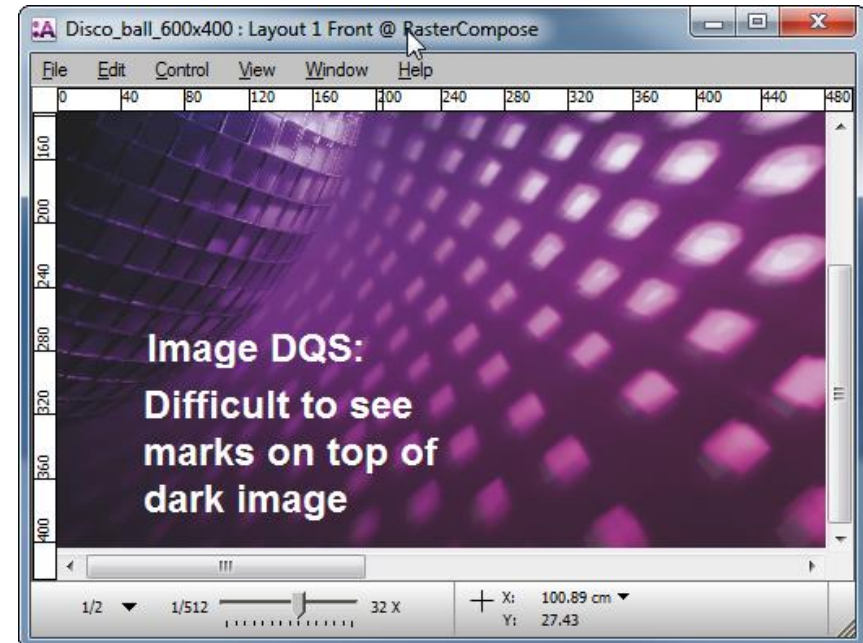 :A Disco_ball_600x400 : Layout 1 Front @ RasterCompose
File Edit Control View Window Help
0 40 80 120 160 200 240 280 320 360 400 440 480
160
200
240
280
320
360
400
Image DQS:
Difficult to see
marks on top of
dark image
1/2 1/512 32 X X: 100.89 cm
Y: 27.43